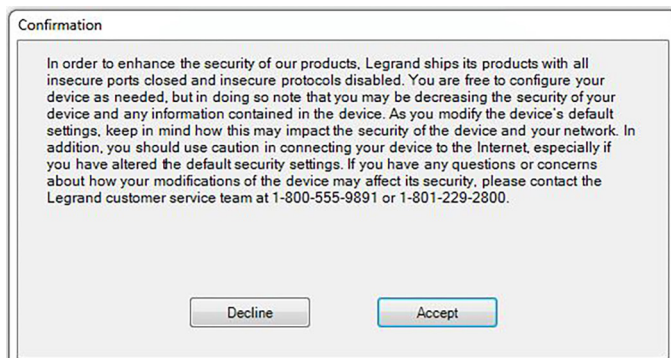 Confirmation
In order to enhance the security of our products, Legrand ships its products with all
insecure ports closed and insecure protocols disabled. You are free to configure your
device as needed, but in doing so note that you may be decreasing the security of your
device and any information contained in the device. As you modify the device's default
settings, keep in mind how this may impact the security of the device and your network. In
addition, you should use caution in connecting your device to the Internet, especially if
you have altered the default security settings. If you have any questions or concerns
about how your modifications of the device may affect its security, please contact the
Legrand customer service team at 1-800-555-9891 or 1-801-229-2800.
Decline
Accept